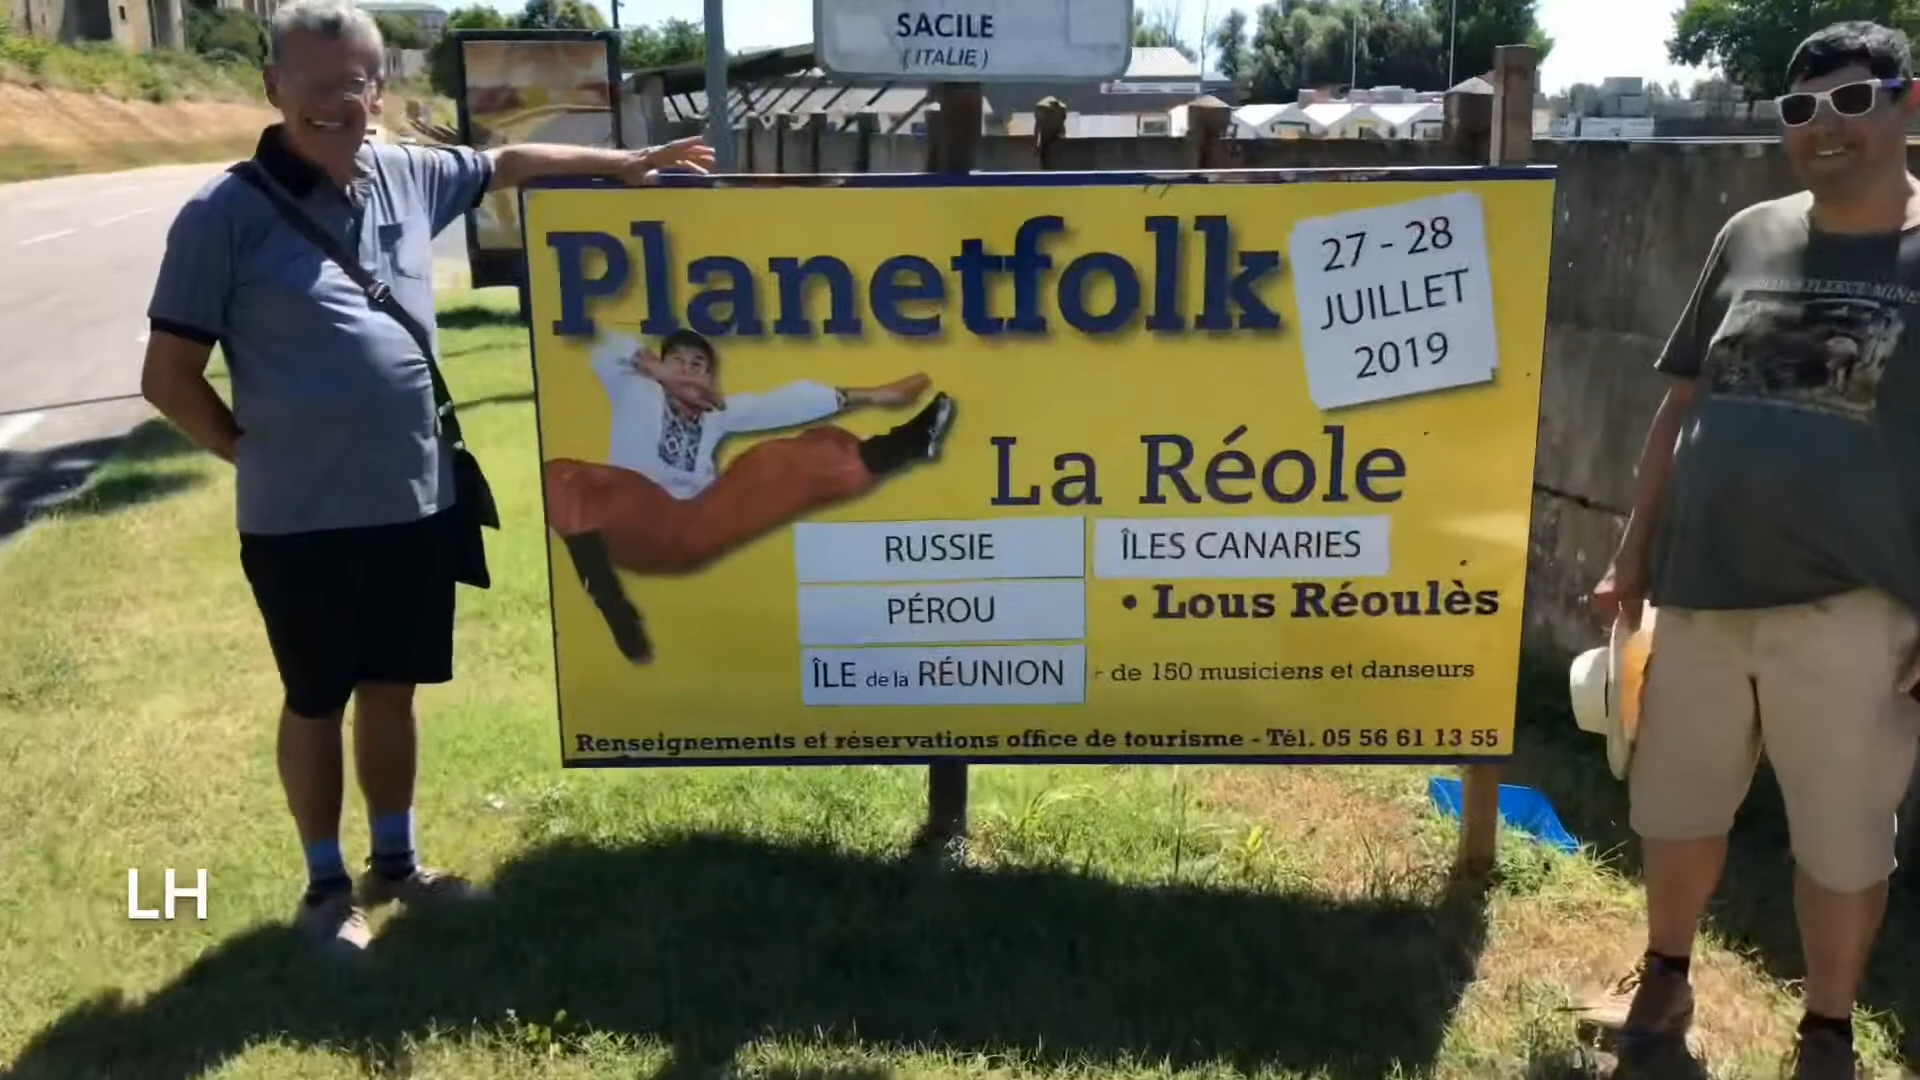 SACILE
(ITALIE)
Planetfolk
27 - 28
JUILLET
2019
La Réole
RUSSIE
ÎLES CANARIES
PÉROU
• Lous Réoulès
ÎLE de la RÉUNION
de 150 musiciens et danseurs
Renseignements et réservations office de tourisme - Tél. 05 56 61 13 55
LH